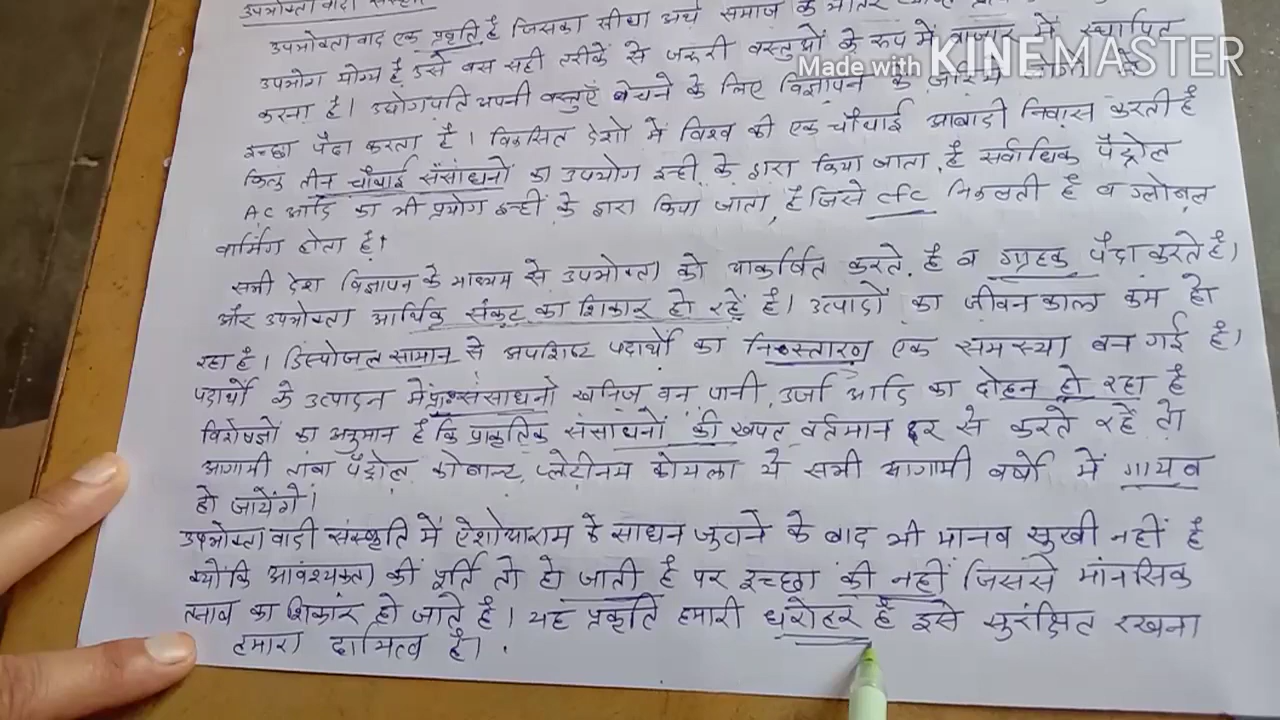 उपभोक्तावादी संस्कृति
उपभोक्तावाद एक प्रवृति है जिसका सीधा अर्थ समाज के भीतर
उपभोग योग्य है उसे बस सही तरीके से जरूरी वस्तुओं के रूप में बाजार में स्थापित
करना है। उद्योगपति अपनी वस्तुएँ बेचने के लिए विज्ञापन के जरिये लोगों में
इच्छा पैदा करता है। विकसित देशो में विश्व की एक चौथाई आबादी निवास करती है
किन्तु तीन चौथाई संसाधनों का उपयोग इन्ही के द्वारा किया जाता है सर्वाधिक पैट्रोल
AC आदि का भी प्रयोग इन्हीं के द्वारा किया जाता है जिसे cfc निकलती है व ग्लोबल
वार्मिंग होता है।
सभी देश विज्ञापन के माध्यम से उपभोक्ता को आकर्षित करते है व ग्रहक पैदा करते है।
और उपभोक्ता आर्थिक संकट का शिकार हो रहें है। उत्पादों का जीवनकाल कम हो
रहा है। डिस्पोजल सामान से अपशिष्ट पदार्थो का निस्तारण एक समस्या बन गई है।
पदार्थो के उत्पादन में संसाधनो खनिज वन पानी उर्जा आदि का दोहन हो रहा है
विशेषज्ञों का अनुमान है कि प्राकृतिक संसाधनों की खपत वर्तमान दर से करते रहें तो
आगामी तांबा पैट्रोल कोबाल्ट प्लेटीनम कोयला ये सभी आगामी वर्षो में गायब
हो जायेंगे।
उपभोक्तावादी संस्कृति में ऐशोआराम के साधन जुटाने के बाद भी मानव सुखी नहीं है
क्योंकि आवश्यक्ता की पूर्ति तो हो जाती है पर इच्छा की नहीं जिससे मानसिक
तनाव का शिकार हो जाते है। यह प्रकृति हमारी धरोहर है इसे सुरंक्षित रखना
हमारा दायित्व है।
Made with KINEMASTER